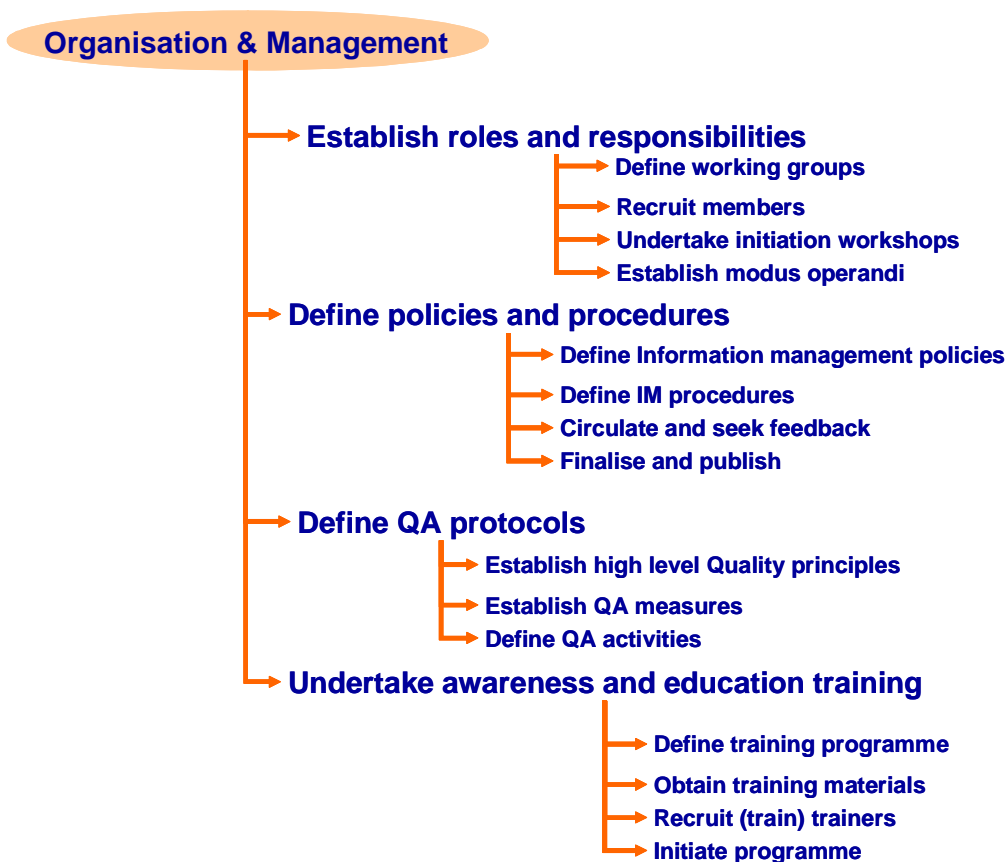 Organisation & Management
Establish roles and responsibilities
Define working groups
Recruit members
Undertake initiation workshops
Establish modus operandi
Define policies and procedures
Define Information management policies
Define IM procedures
Circulate and seek feedback
Finalise and publish
Define QA protocols
Establish high level Quality principles
Establish QA measures
Define QA activities
Undertake awareness and education training
Define training programme
Obtain training materials
Recruit (train) trainers
Initiate programme